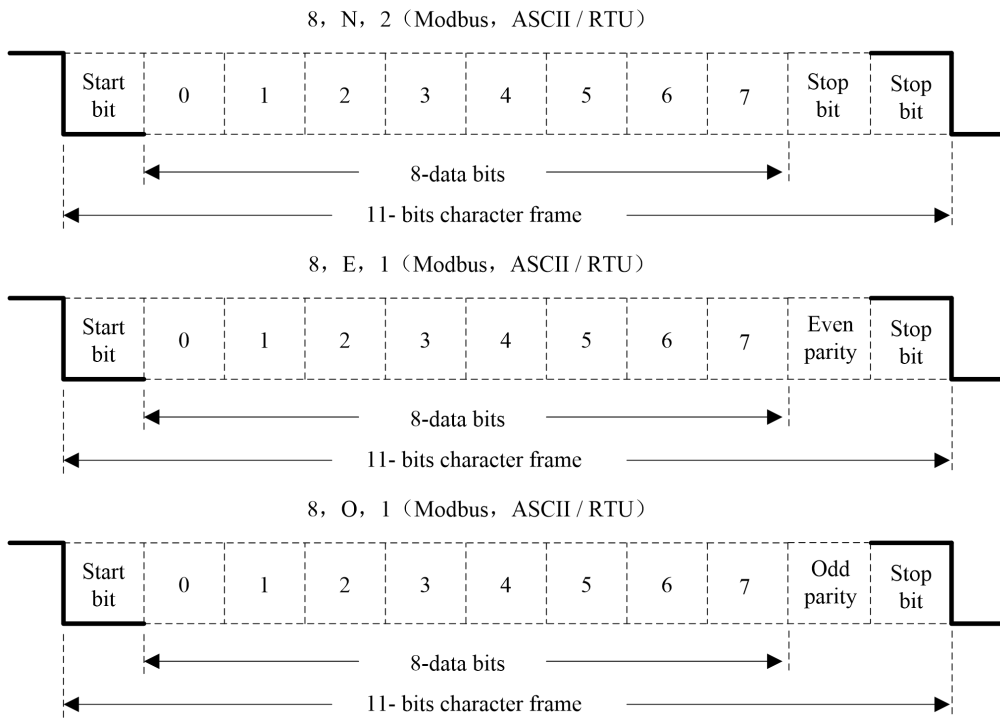 8，N，2（Modbus，ASCII / RTU）
Start bit 0 1 2 3 4 5 6 7 Stop bit Stop bit
8-data bits
11- bits character frame
8，E，1（Modbus，ASCII / RTU）
Start bit 0 1 2 3 4 5 6 7 Even parity Stop bit
8-data bits
11- bits character frame
8，O，1（Modbus，ASCII / RTU）
Start bit 0 1 2 3 4 5 6 7 Odd parity Stop bit
8-data bits
11- bits character frame